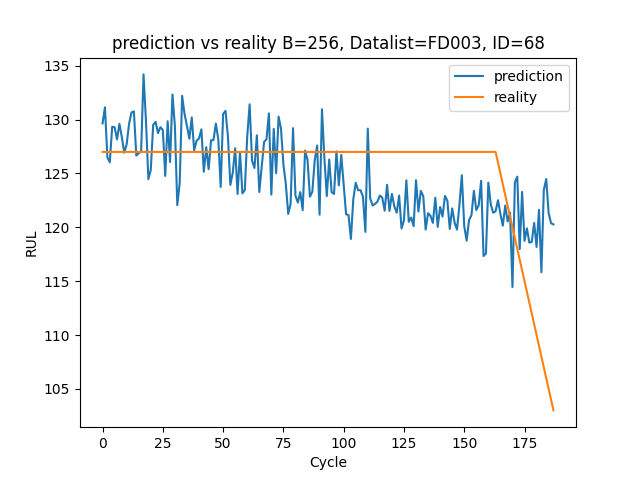 prediction vs reality B=256, Datalist=FD003, ID=68
prediction
reality
135
130
125
120
115
110
105
RUL
0 25 50 75 100 125 150 175
Cycle